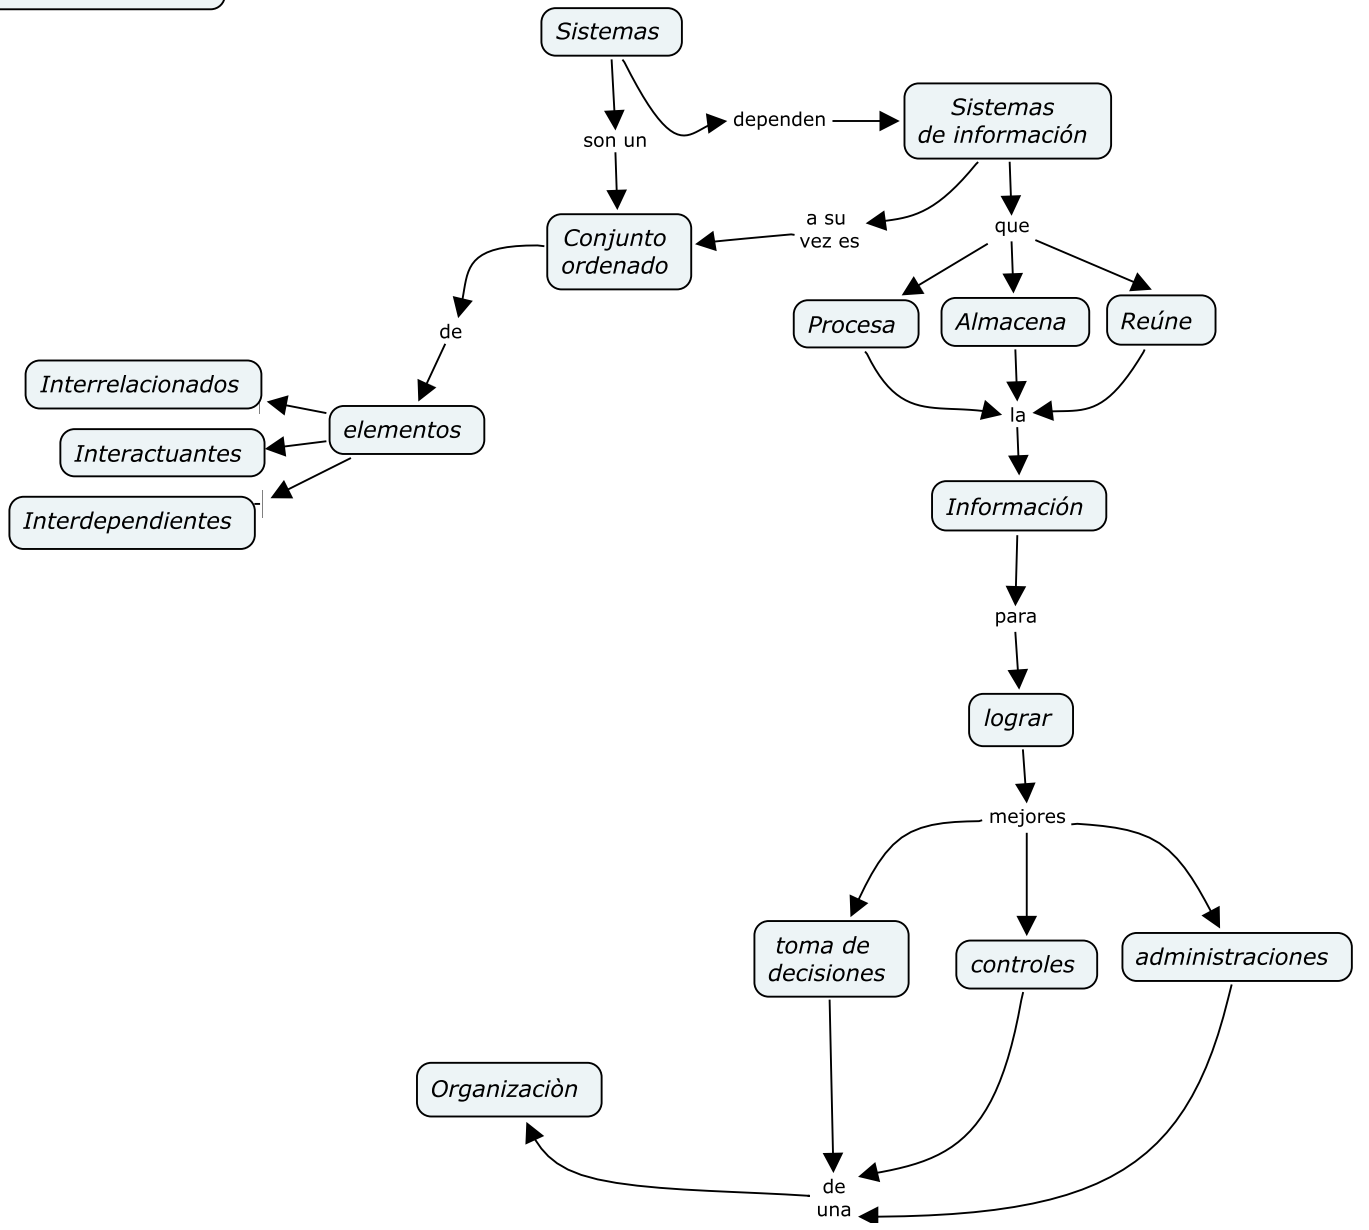 Sistemas
dependen
Sistemas
de información
son un
a su
vez es
que
Conjunto
ordenado
Procesa
Almacena
Reúne
de
la
Interrelacionados
elementos
Interactuantes
Interdependientes
Información
para
lograr
mejores
toma de
decisiones
controles
administraciones
Organizaciòn
de
una